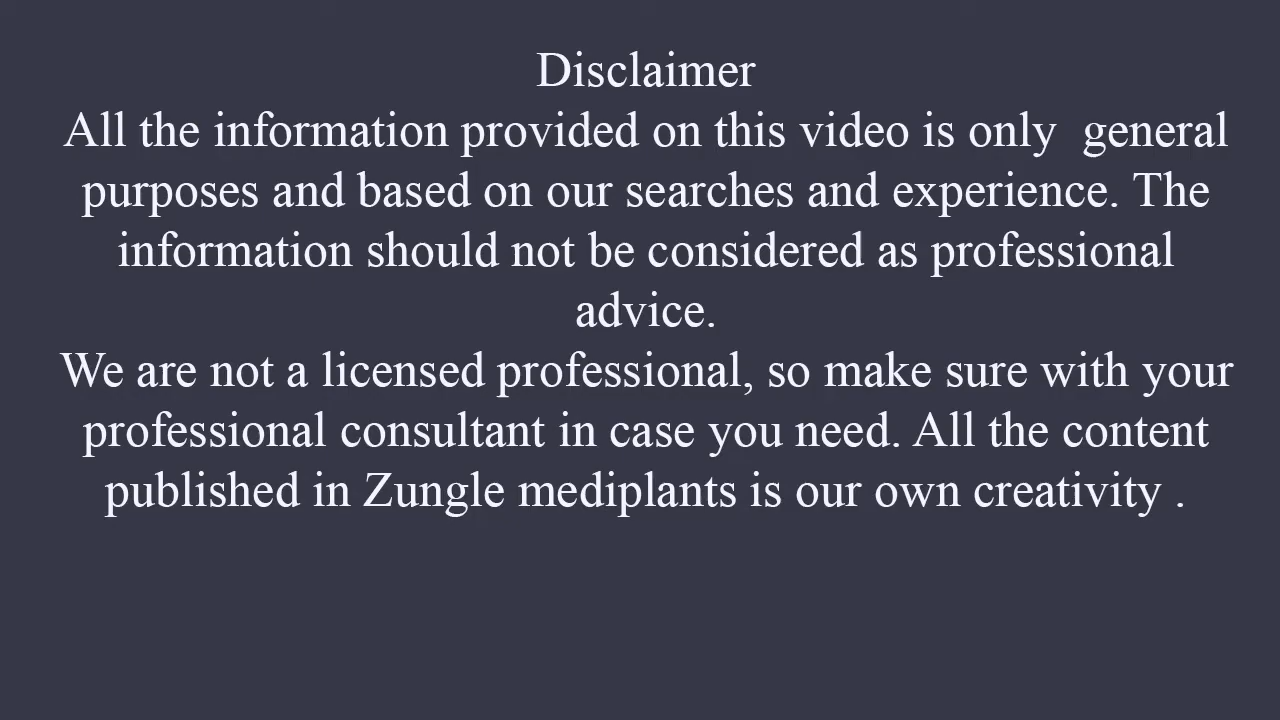 Disclaimer
All the information provided on this video is only  general
purposes and based on our searches and experience. The
information should not be considered as professional
advice.
We are not a licensed professional, so make sure with your
professional consultant in case you need. All the content
published in Zungle mediplants is our own creativity .